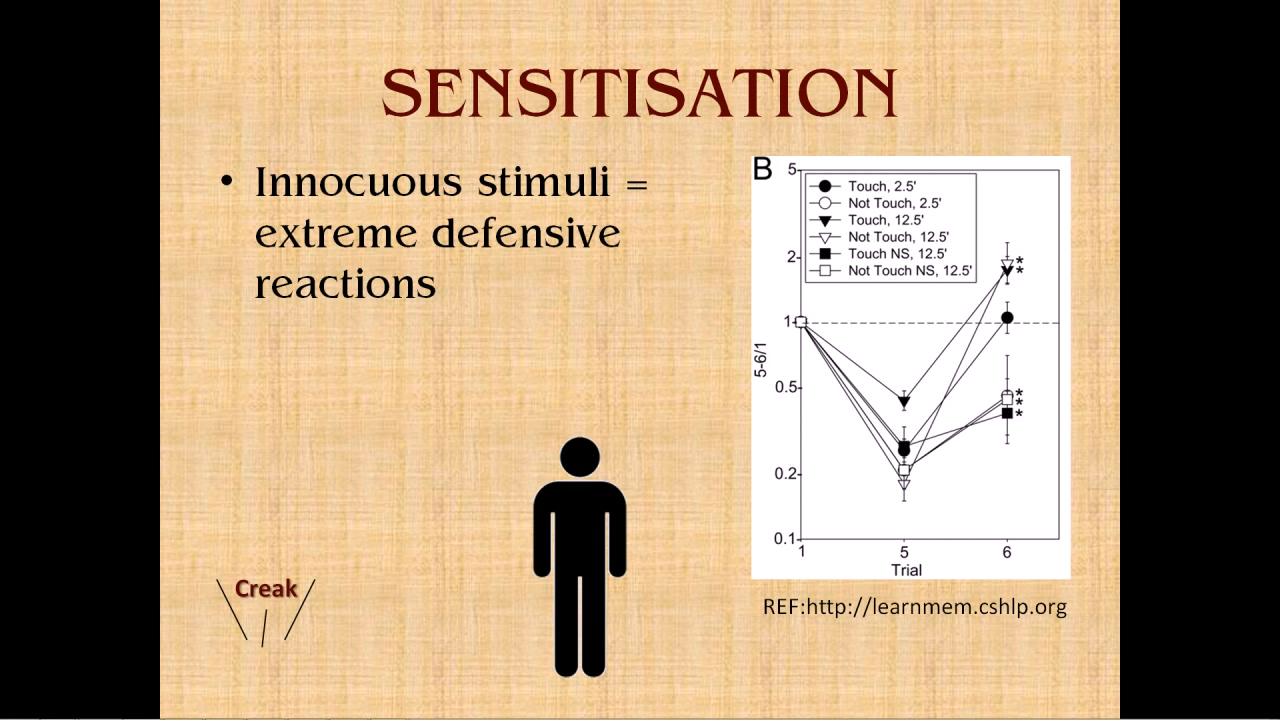 SENSITISATION
• Innocuous stimuli =
extreme defensive
reactions
B
5
Touch, 2.5'
Not Touch, 2.5'
Touch, 12.5'
Not Touch, 12.5'
Touch NS, 12.5'
Not Touch NS, 12.5'
2
*
*
1
5-6/1
0.5
*
*
*
0.2
0.1
1 5 6
Trial
Creak
REF:http://learnmem.cshlp.org